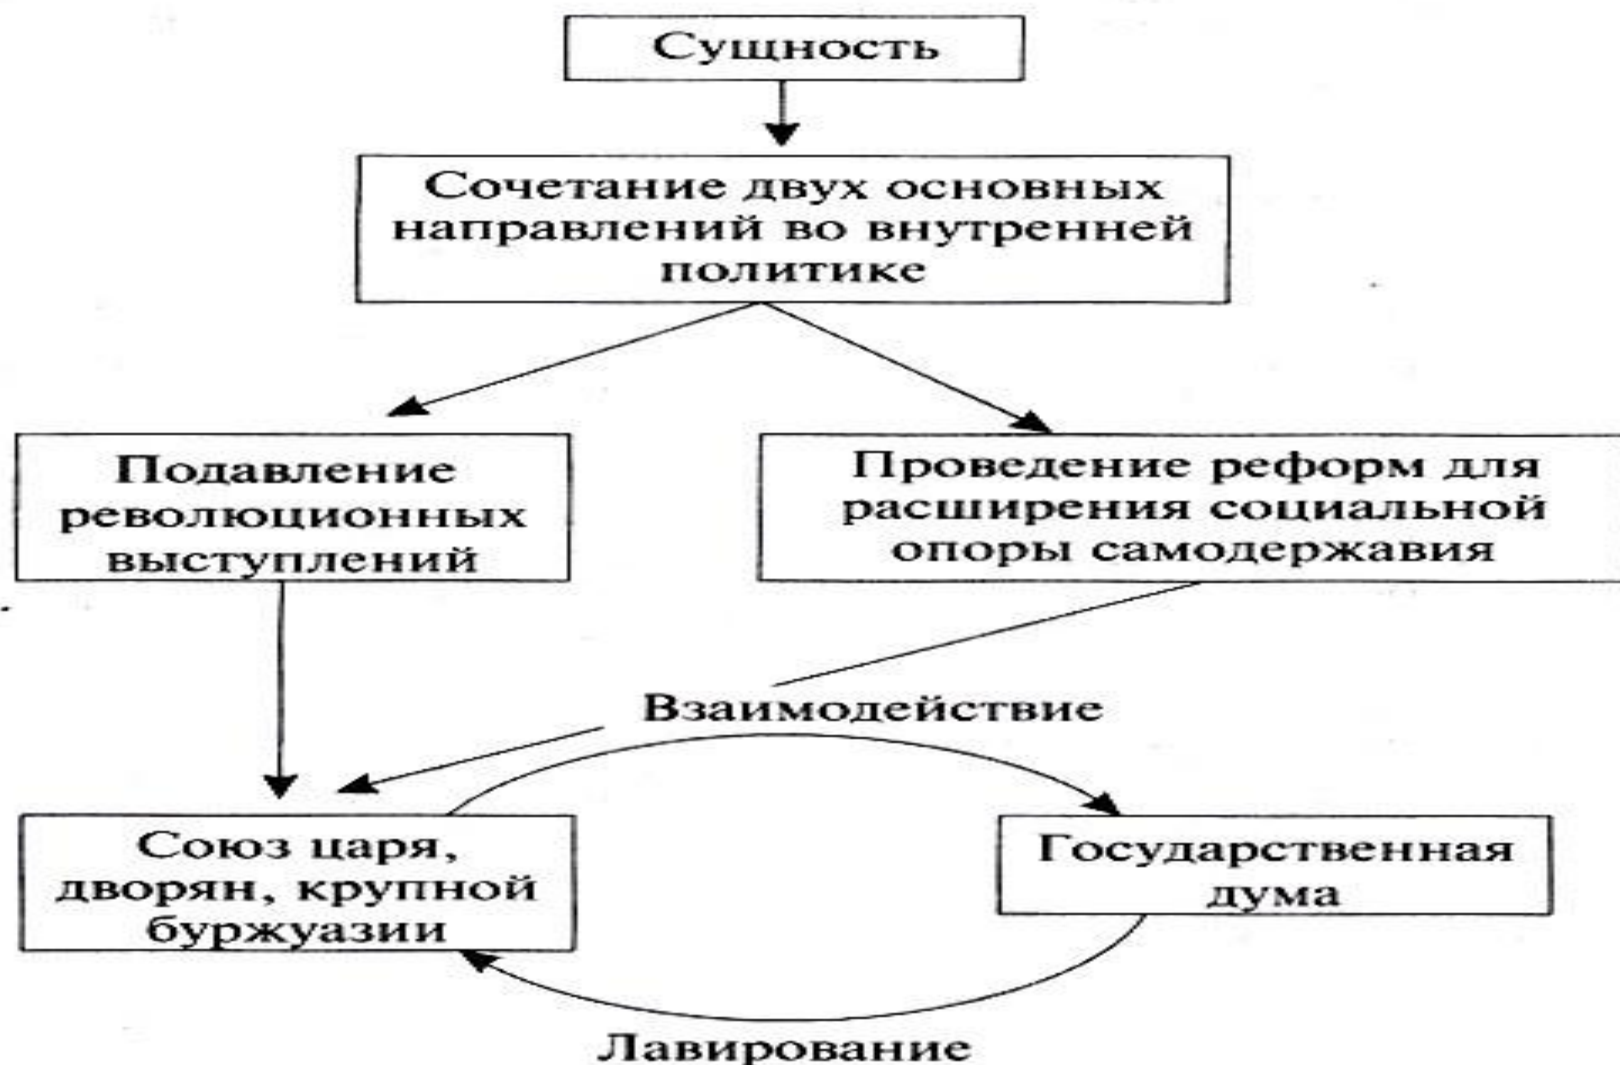 Сущность
Сочетание двух основных
направлений во внутренней
политике
Подавление
революционных
выступлений
Проведение реформ для
расширения социальной
опоры самодержавия
Взаимодействие
Союз царя,
дворян, крупной
буржуазии
Государственная
дума
Лавирование